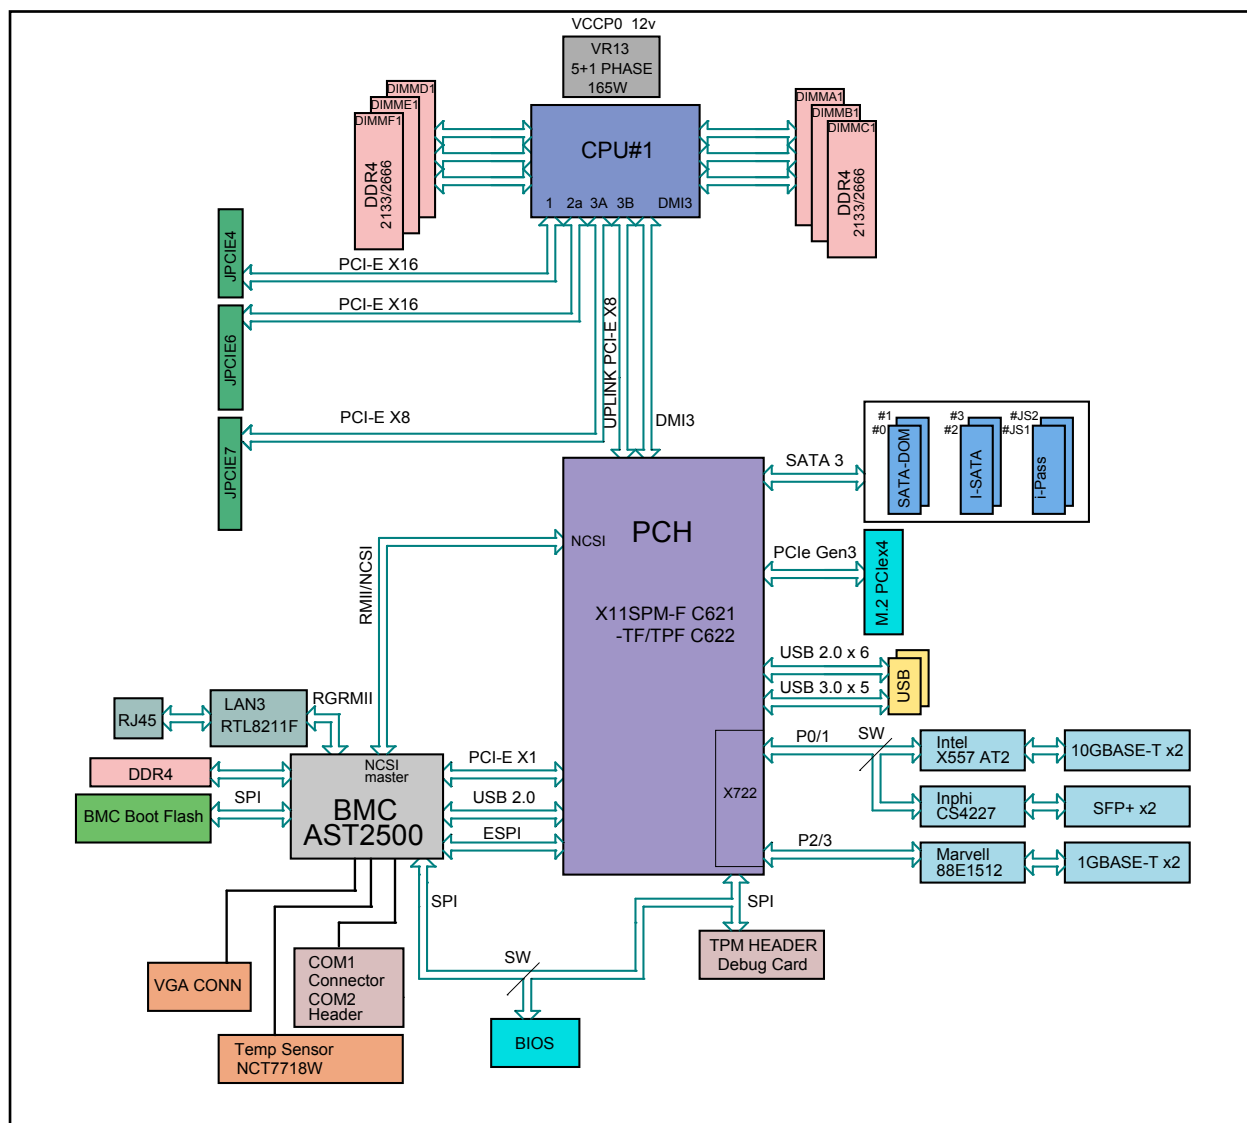 VCCP0 12v
VR13
5+1 PHASE
165W
DIMMD1
DIMME1
DIMMF1
DDR4
2133/2666
DIMMA1
DIMMB1
DIMMC1
DDR4
2133/2666
CPU#1
1 2a 3A 3B DMI3
JPCIE4
PCI-E X16
JPCIE6
PCI-E X16
JPCIE7
PCI-E X8
UPLINK PCI-E X8
DMI3
SATA 3
#1
#0
SATA-DOM
#3
#2
I-SATA
#JS2
#JS1
i-Pass
PCH
NCSI
X11SPM-F C621
-TF/TPF C622
PCIe Gen3
M.2 PCIex4
RMII/NCSI
USB 2.0 x 6
USB 3.0 x 5
USB
RJ45
LAN3
RTL8211F
RGRMII
X722
P0/1
SW
Intel
X557 AT2
10GBASE-T x2
Inphi
CS4227
SFP+ x2
P2/3
Marvell
88E1512
1GBASE-T x2
DDR4
SPI
BMC Boot Flash
NCSI
master
BMC
AST2500
PCI-E X1
USB 2.0
ESPI
SPI
SPI
SW
TPM HEADER
Debug Card
VGA CONN
COM1
Connector
COM2
Header
Temp Sensor
NCT7718W
BIOS